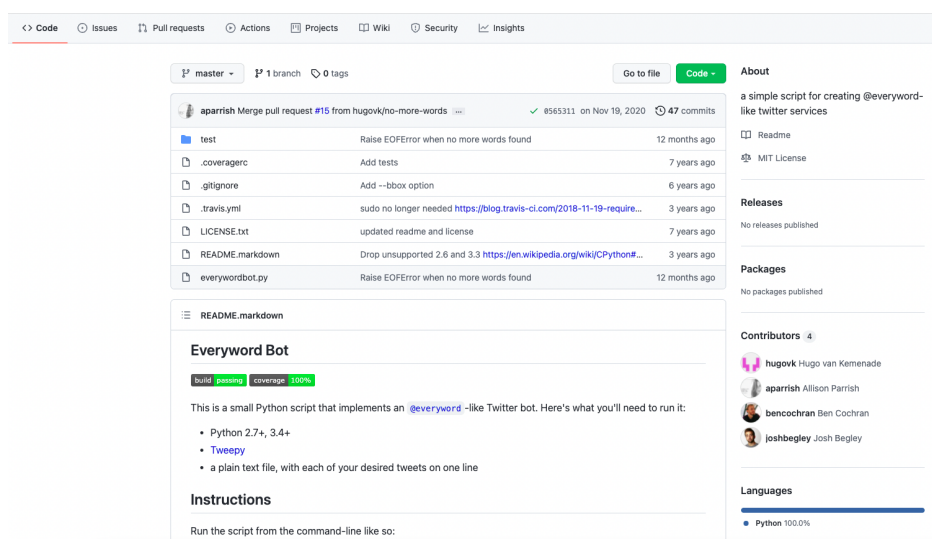 Code Issues Pull requests Actions Projects Wiki Security Insights
master 1 branch 0 tags Go to file Code
aparrish Merge pull request #15 from hugovk/no-more-words ... 0565311 on Nov 19, 2020 47 commits
test Raise EOFError when no more words found 12 months ago
.coveragerc Add tests 7 years ago
.gitignore Add --bbox option 6 years ago
.travis.yml sudo no longer needed https://blog.travis-ci.com/2018-11-19-require... 3 years ago
LICENSE.txt updated readme and license 7 years ago
README.markdown Drop unsupported 2.6 and 3.3 https://en.wikipedia.org/wiki/CPython#... 3 years ago
everywordbot.py Raise EOFError when no more words found 12 months ago
README.markdown
Everyword Bot
build passing coverage 100%
This is a small Python script that implements an @everyword -like Twitter bot. Here's what you'll need to run it:
• Python 2.7+, 3.4+
• Tweepy
• a plain text file, with each of your desired tweets on one line
Instructions
Run the script from the command-line like so:
About
a simple script for creating @everyword-
like twitter services
Readme
MIT License
Releases
No releases published
Packages
No packages published
Contributors 4
hugovk Hugo van Kemenade
aparrish Allison Parrish
bencochran Ben Cochran
joshbegley Josh Begley
Languages
Python 100.0%